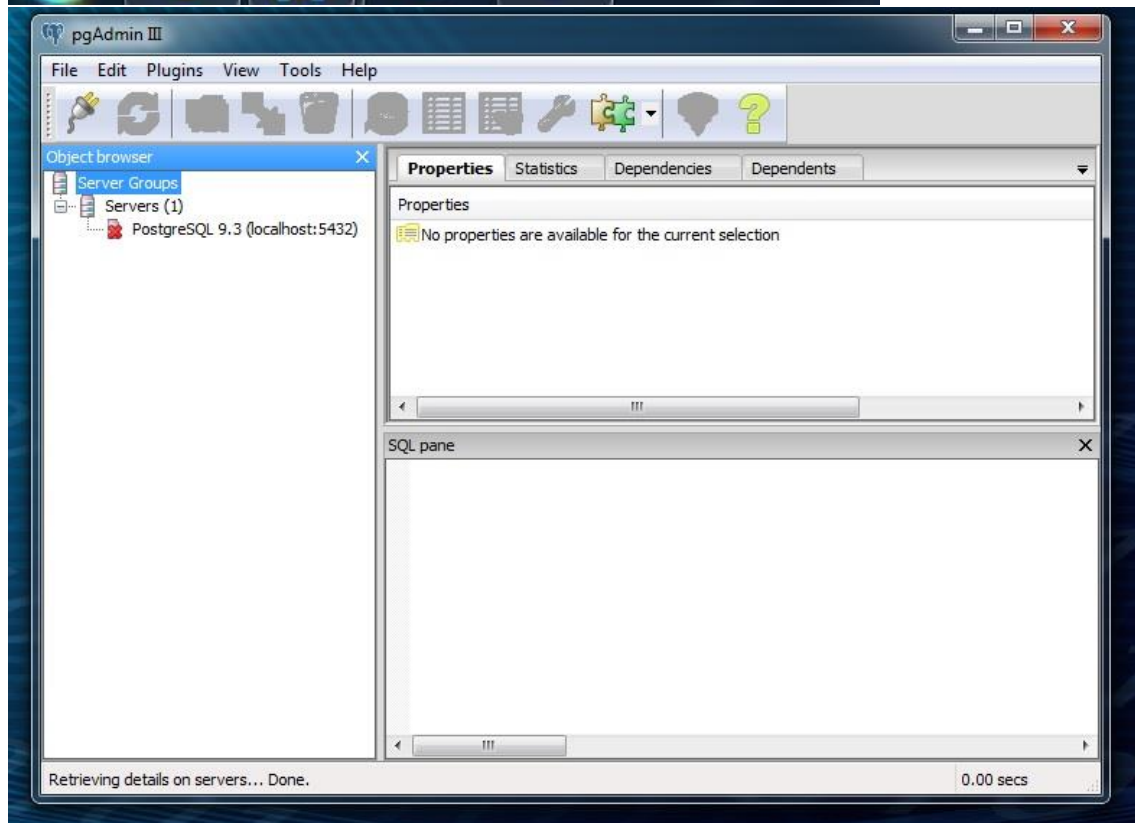 pgAdmin III
File Edit Plugins View Tools Help
Object browser
Server Groups
Servers (1)
PostgreSQL 9.3 (localhost:5432)
Properties Statistics Dependencies Dependents
Properties
No properties are available for the current selection
SQL pane
Retrieving details on servers... Done.
0.00 secs